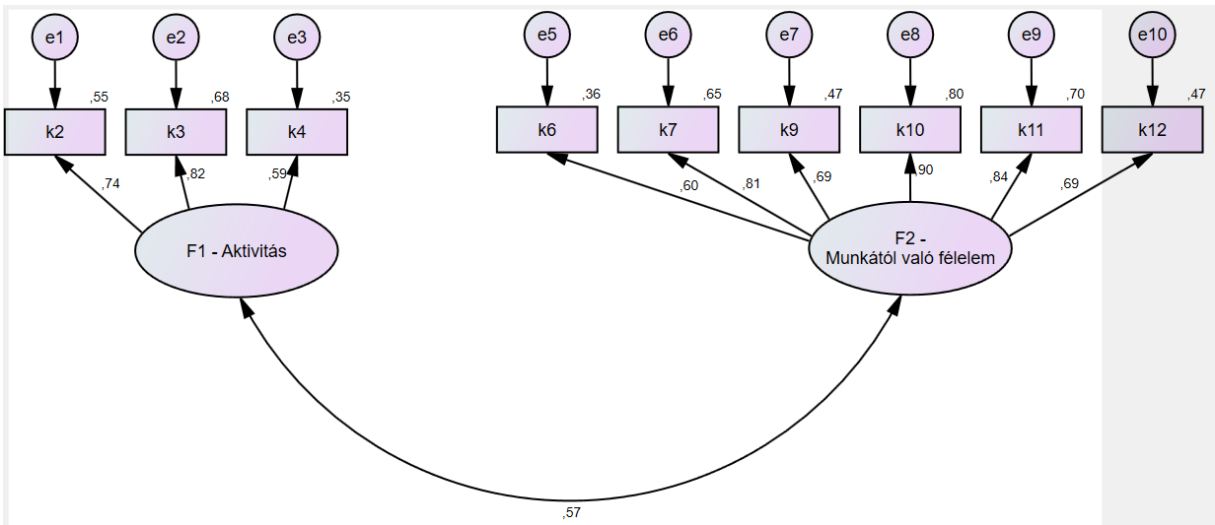 e1
e2
e3
e5
e6
e7
e8
e9
e10
,55
,68
,35
,36
,65
,47
,80
,70
,47
k2
k3
k4
k6
k7
k9
k10
k11
k12
,74
,82
,59
,60
,81
,69
,90
,84
,69
F1 - Aktivitás
F2 -
Munkától való félelem
,57